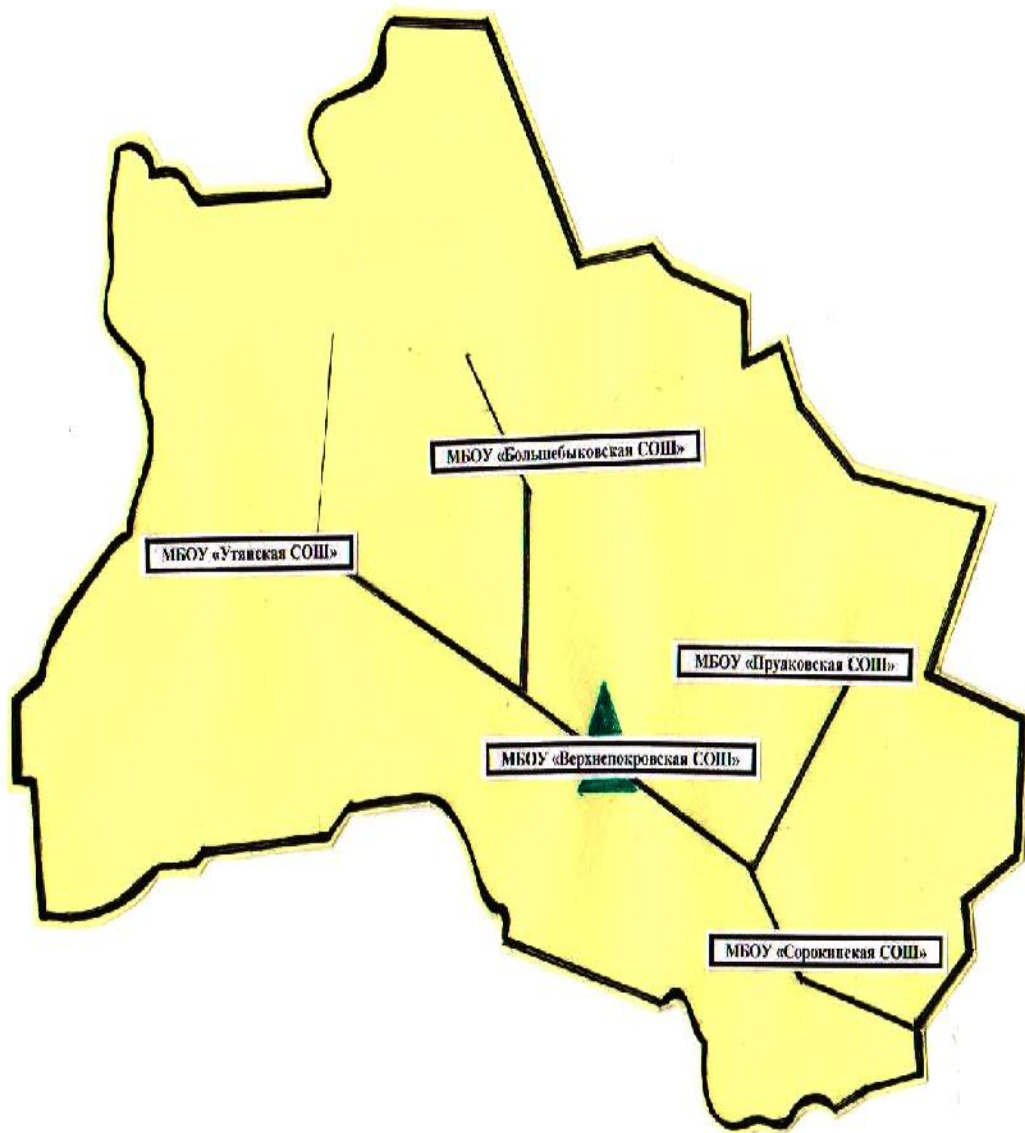 МБОУ «Большебыковская СОШ»
МБОУ «Утянская СОШ»
МБОУ «Прудковская СОШ»
МБОУ «Верхнепокровская СОШ»
МБОУ «Сорокинская СОШ»